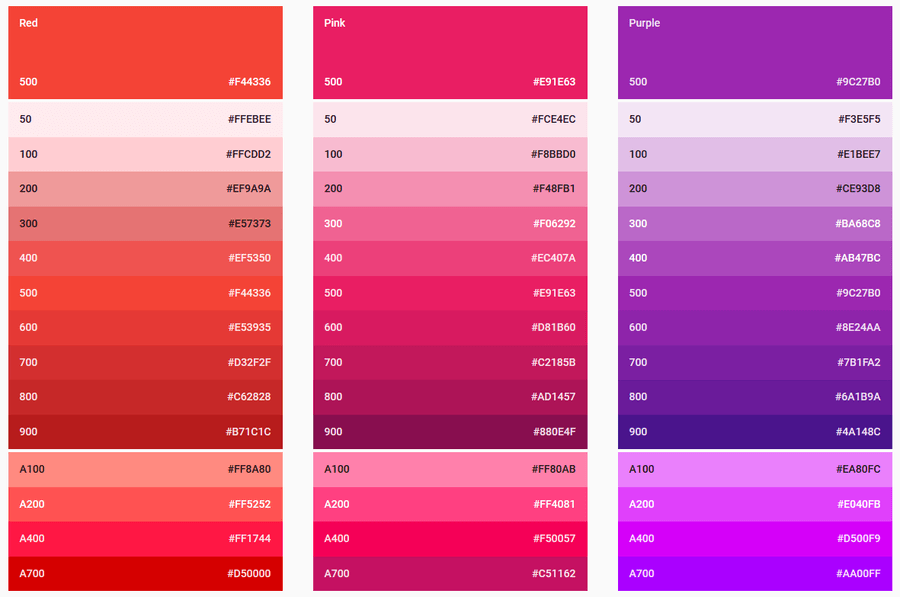 Red
500 #F44336
50 #FFEBEE
100 #FFCDD2
200 #EF9A9A
300 #E57373
400 #EF5350
500 #F44336
600 #E53935
700 #D32F2F
800 #C62828
900 #B71C1C
A100 #FF8A80
A200 #FF5252
A400 #FF1744
A700 #D50000
Pink
500 #E91E63
50 #FCE4EC
100 #F8BBD0
200 #F48FB1
300 #F06292
400 #EC407A
500 #E91E63
600 #D81B60
700 #C2185B
800 #AD1457
900 #880E4F
A100 #FF80AB
A200 #FF4081
A400 #F50057
A700 #C51162
Purple
500 #9C27B0
50 #F3E5F5
100 #E1BEE7
200 #CE93D8
300 #BA68C8
400 #AB47BC
500 #9C27B0
600 #8E24AA
700 #7B1FA2
800 #6A1B9A
900 #4A148C
A100 #EA80FC
A200 #E040FB
A400 #D500F9
A700 #AA00FF